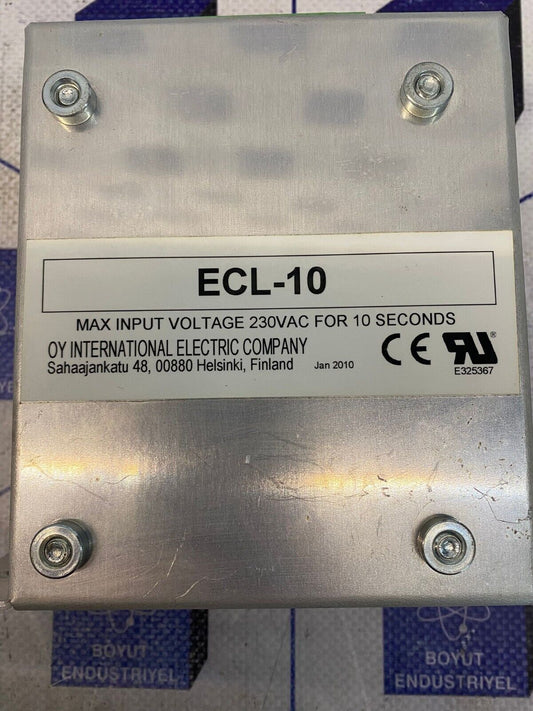 ECL-10
MAX INPUT VOLTAGE 230VAC FOR 10 SECONDS
OY INTERNATIONAL ELECTRIC COMPANY
Sahaajankatu 48, 00880 Helsinki, Finland Jan 2010
CE RU ®
E325367
BOYUT
ENDUSTRIYEL
BOYUT
ENDUSTRIYEL